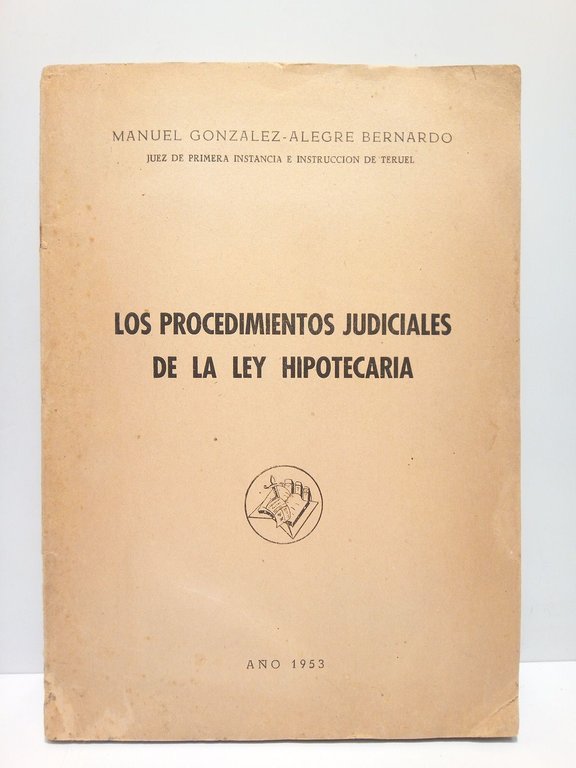 MANUEL GONZALEZ-ALEGRE BERNARDO
JUEZ DE PRIMERA INSTANCIA E INSTRUCCION DE TERUEL
LOS PROCEDIMIENTOS JUDICIALES
DE LA LEY HIPOTECARIA
AÑO 1953